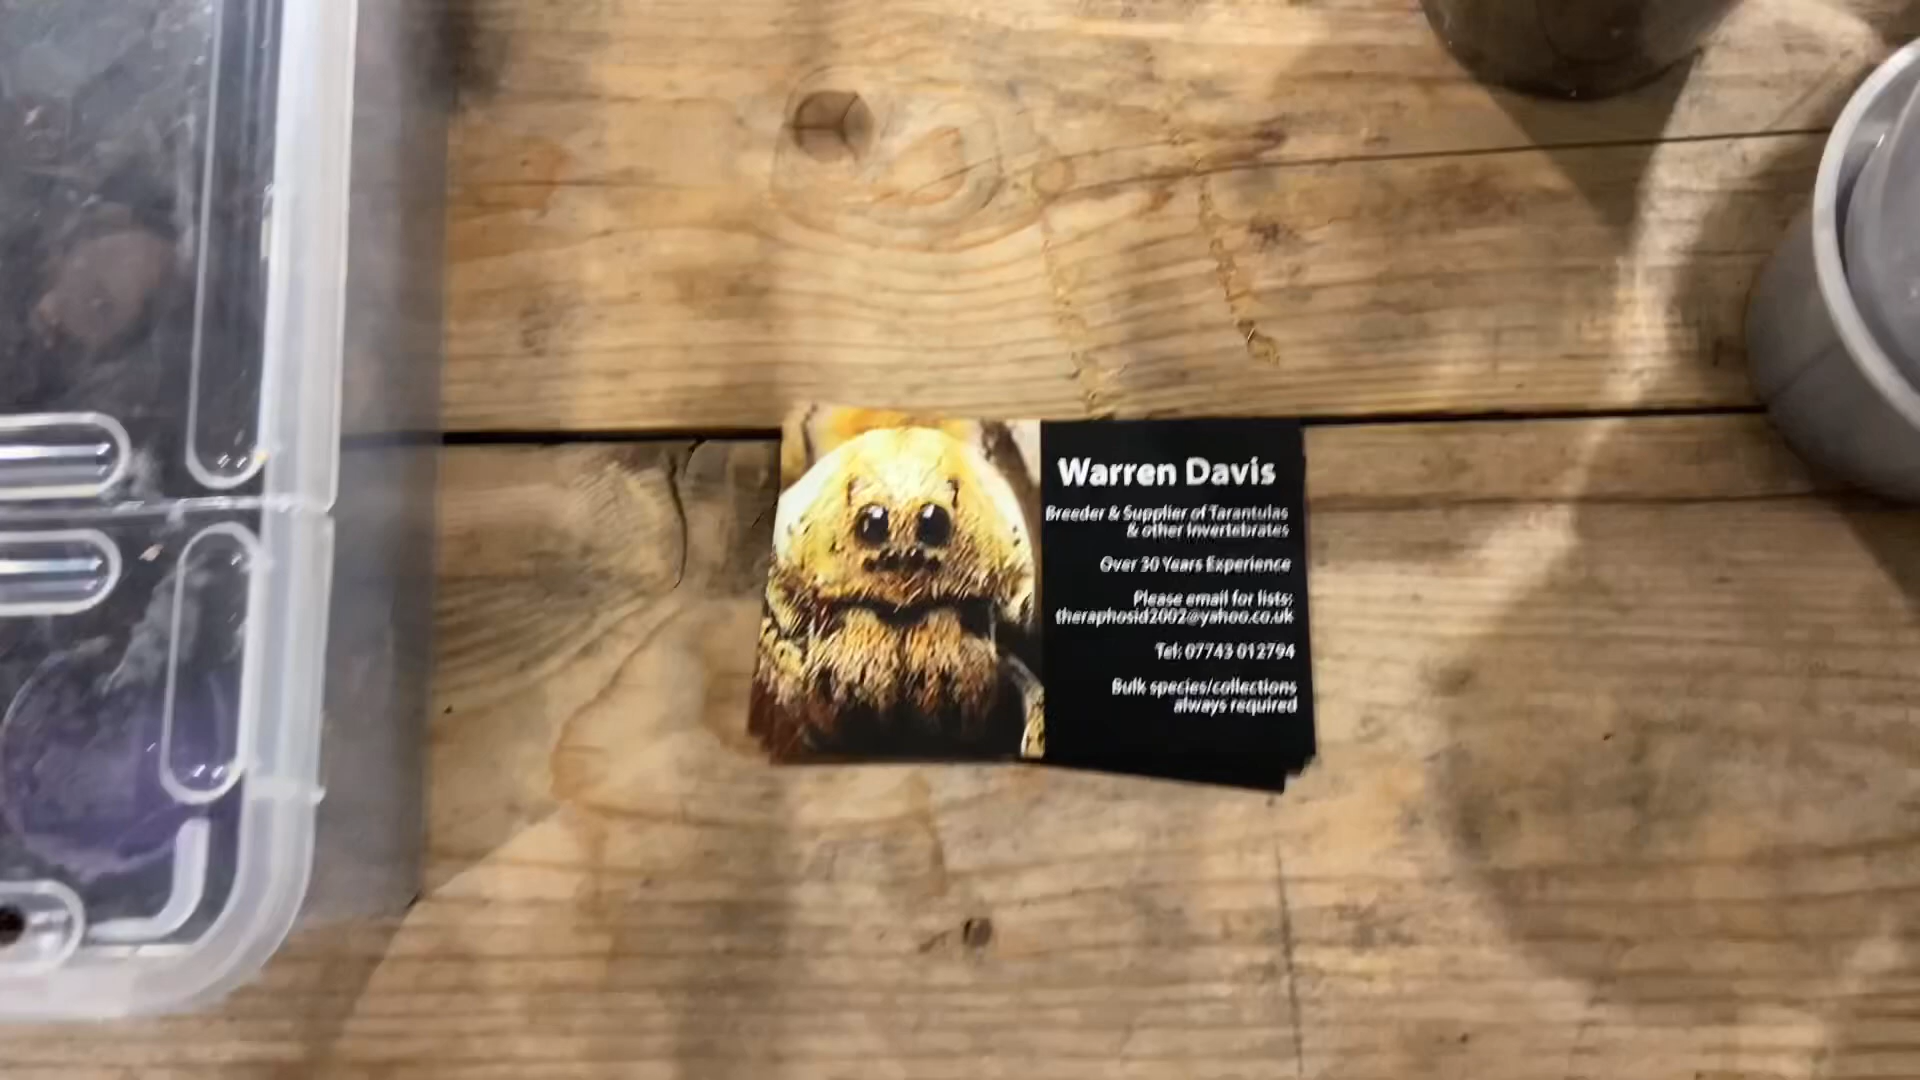 Warren Davis
Breeder & Supplier of Tarantulas
& other Invertebrates
Over 30 Years Experience
Please email for lists:
theraphosid2002@yahoo.co.uk
Tel: 07743 012794
Bulk species/collections
always required